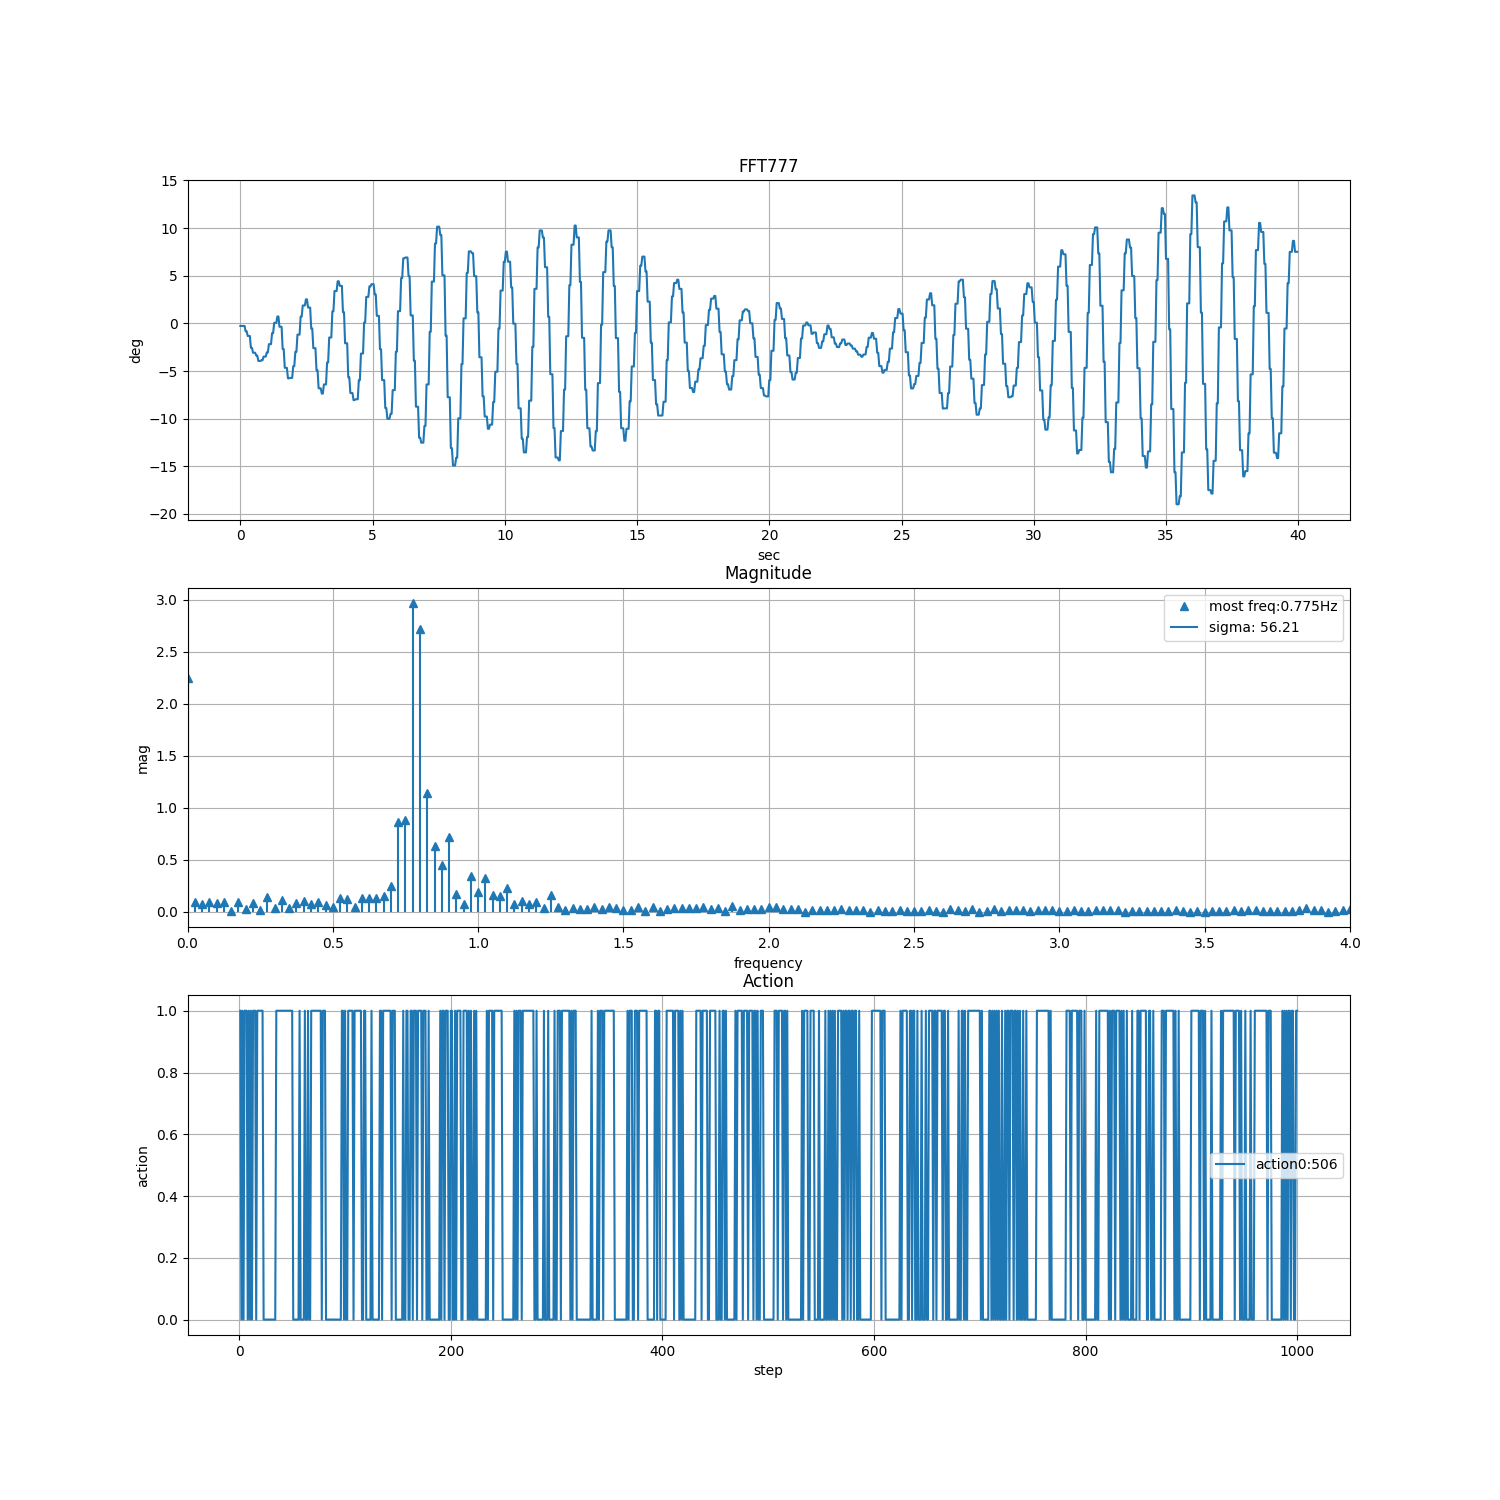 FFT777
deg
15
10
5
0
−5
−10
−15
−20
0 5 10 15 20 25 30 35 40
sec
Magnitude
mag
3.0
2.5
2.0
1.5
1.0
0.5
0.0
most freq:0.775Hz
sigma: 56.21
0.0 0.5 1.0 1.5 2.0 2.5 3.0 3.5 4.0
frequency
Action
action
1.0
0.8
0.6
0.4
0.2
0.0
action0:506
0 200 400 600 800 1000
step